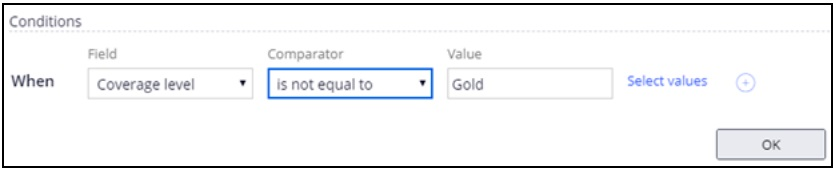 Conditions
Field Comparator Value
When Coverage level is not equal to Gold Select values
OK